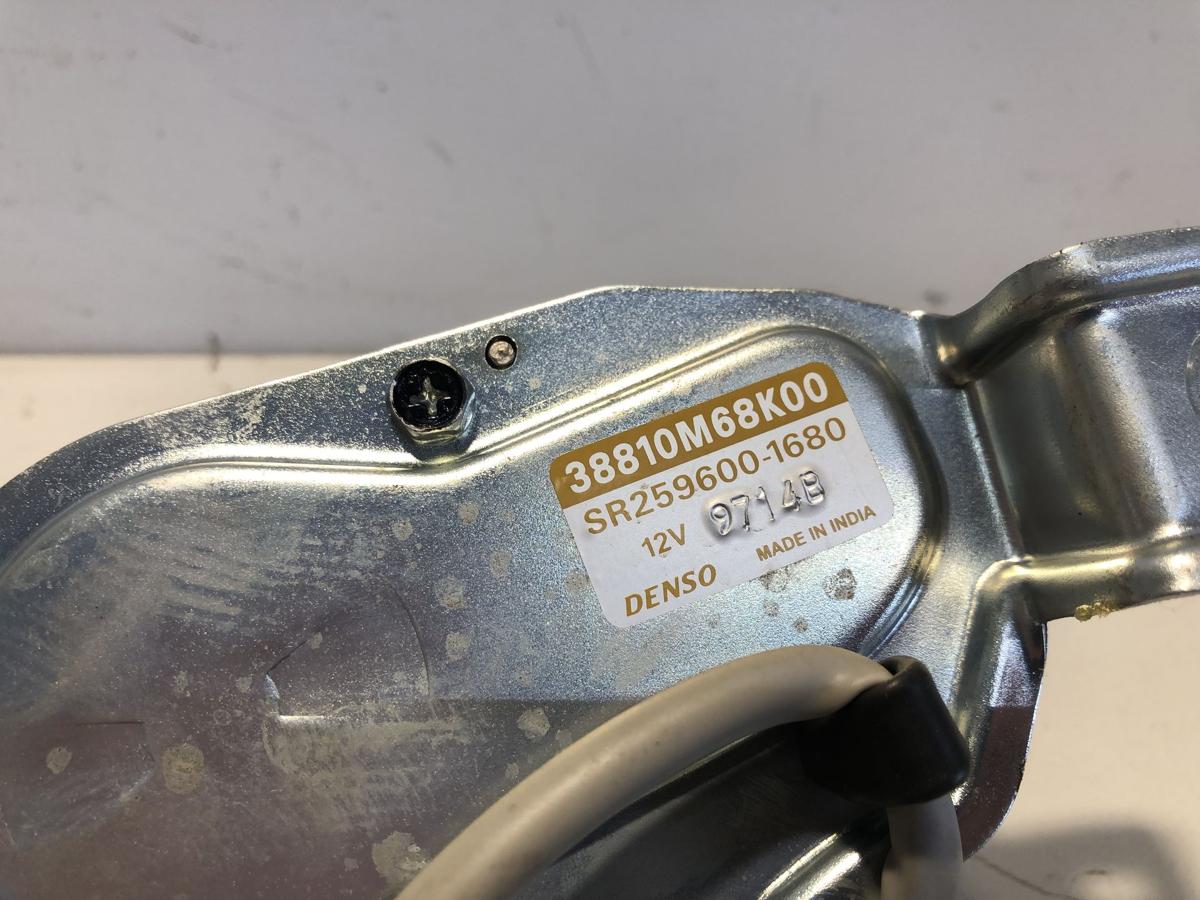 38810M68K00
SR259600-1680
12V 9714B
DENSO MADE IN INDIA